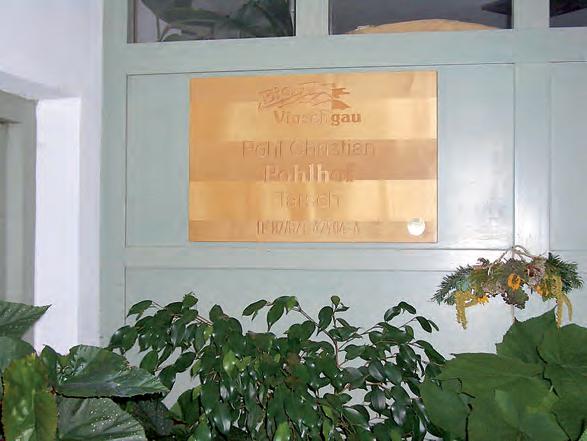 Bio
Vinschgau
Pohl Christian
Pohlhof
Tarsch